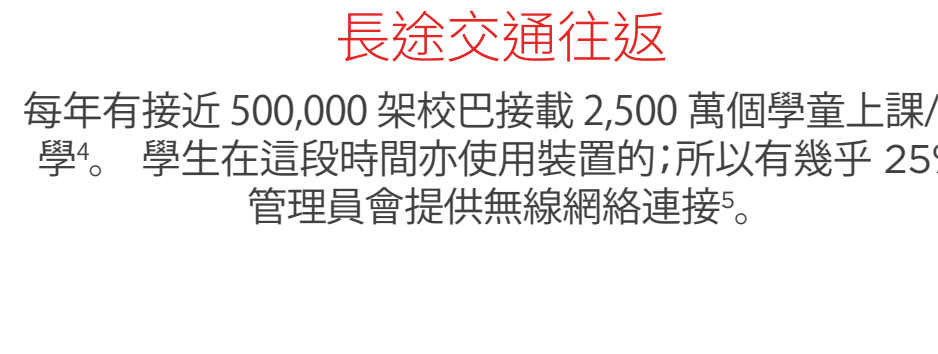 長途交通往返
每年有接近 500,000 架校巴接載 2,500 萬個學童上課/
學⁴。 學生在這段時間亦使用裝置的；所以有幾乎 25%
管理員會提供無線網絡連接⁵。